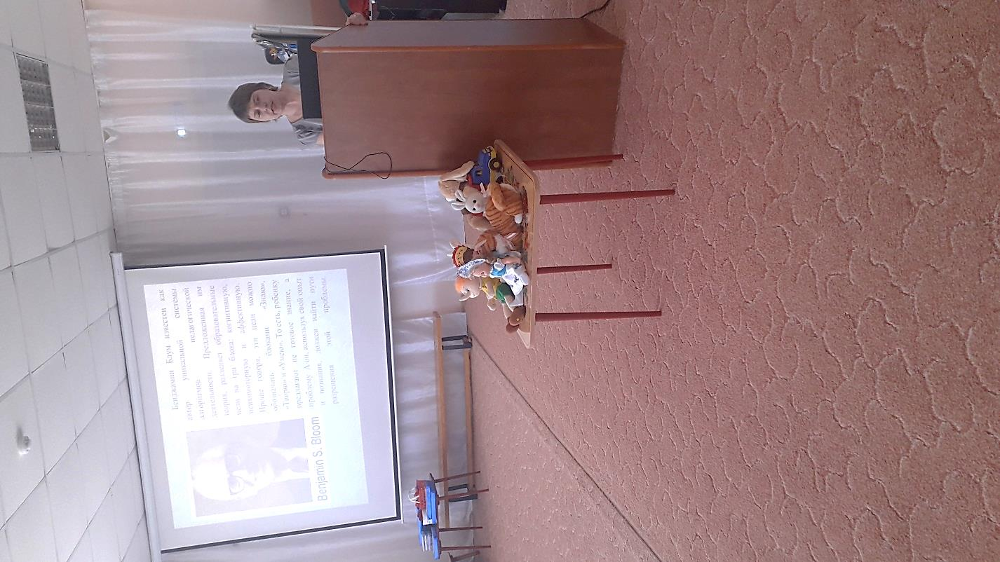 Бенджамин Блум известен как
автор уникальной системы
алгоритмов педагогической
деятельности. Предложенная им
теория, разделяет образовательные
цели на три блока: когнитивную,
психомоторную и аффективную.
Проще говоря, эти цели можно
обозначить блоками «Знаю»,
«Творю» и «Умею». То есть, ребенку
предлагают не готовое знание, а
проблему. А он, используя свой опыт
и познания, должен найти пути
разрешения этой проблемы.
Benjamin S. Bloom